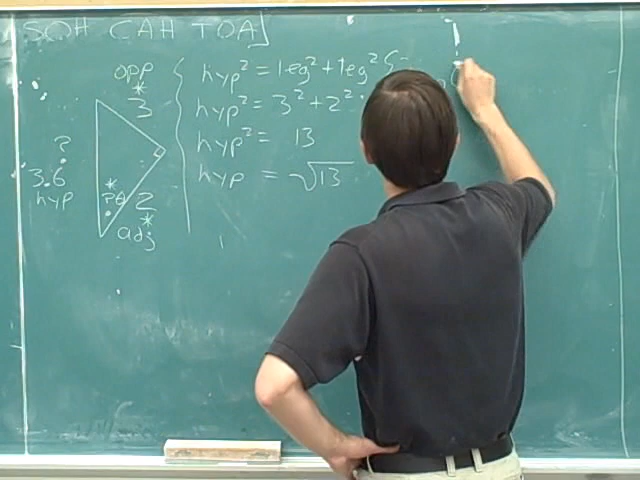 SOH CAH TOA
opp
*
3
?
3.6
hyp
*
?θ
2
*
adj
hyp² = leg² + leg²
hyp² = 3² + 2²
hyp² = 13
hyp = √13